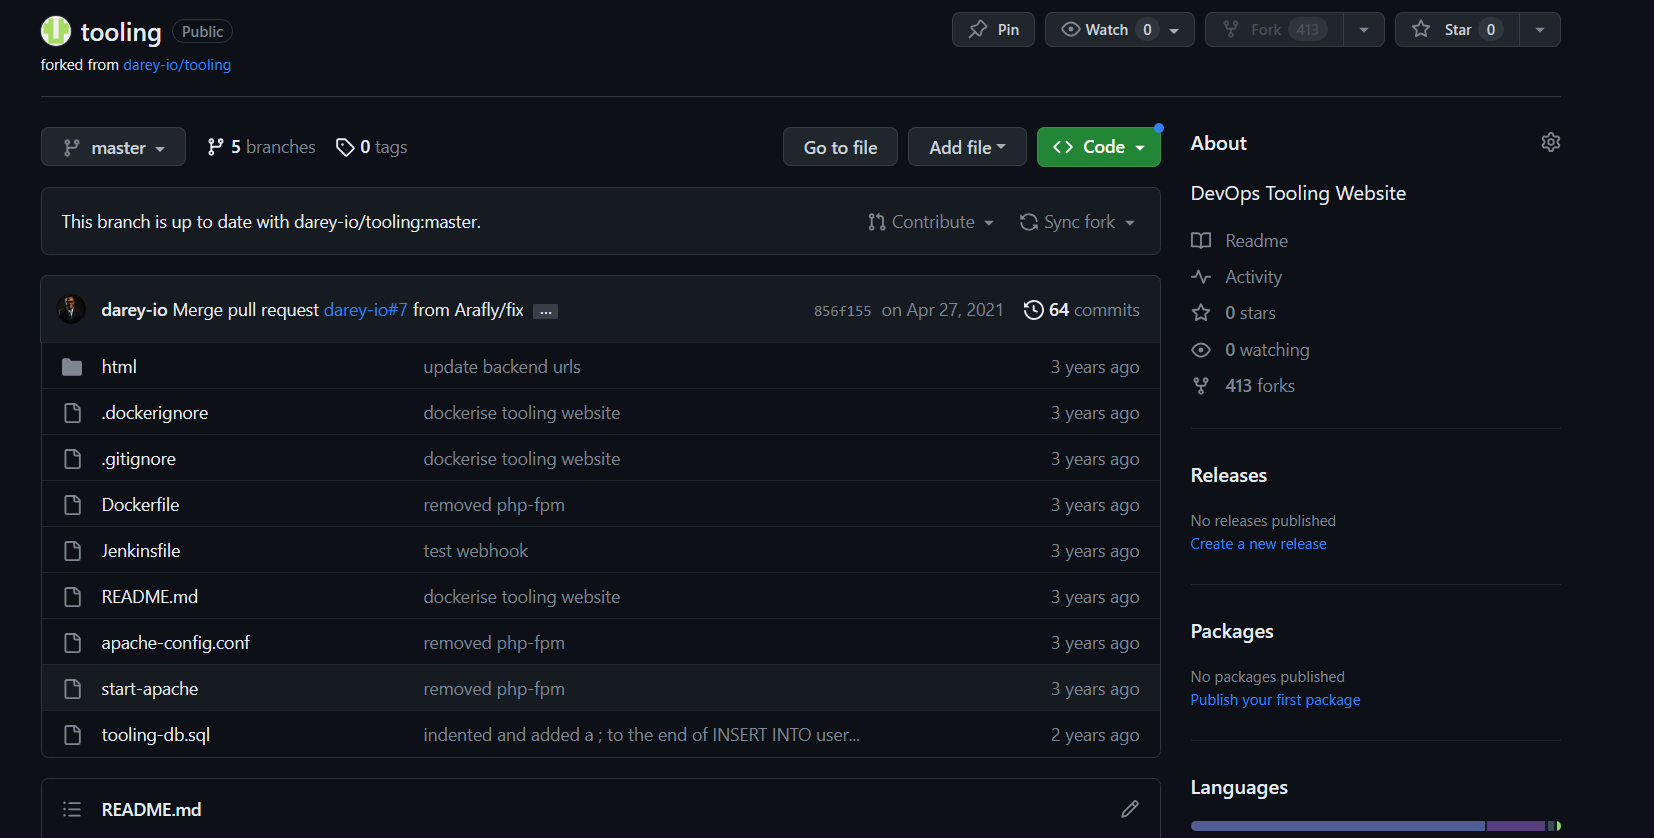 tooling Public Pin Watch 0 Fork 413 Star 0
forked from darey-io/tooling
master 5 branches 0 tags Go to file Add file <> Code
This branch is up to date with darey-io/tooling:master. Contribute Sync fork
darey-io Merge pull request darey-io#7 from Arafly/fix ... 856f155 on Apr 27, 2021 64 commits
html update backend urls 3 years ago
.dockerignore dockerise tooling website 3 years ago
.gitignore dockerise tooling website 3 years ago
Dockerfile removed php-fpm 3 years ago
Jenkinsfile test webhook 3 years ago
README.md dockerise tooling website 3 years ago
apache-config.conf removed php-fpm 3 years ago
start-apache removed php-fpm 3 years ago
tooling-db.sql indented and added a ; to the end of INSERT INTO user... 2 years ago
README.md
About
DevOps Tooling Website
Readme
Activity
0 stars
0 watching
413 forks
Releases
No releases published
Create a new release
Packages
No packages published
Publish your first package
Languages